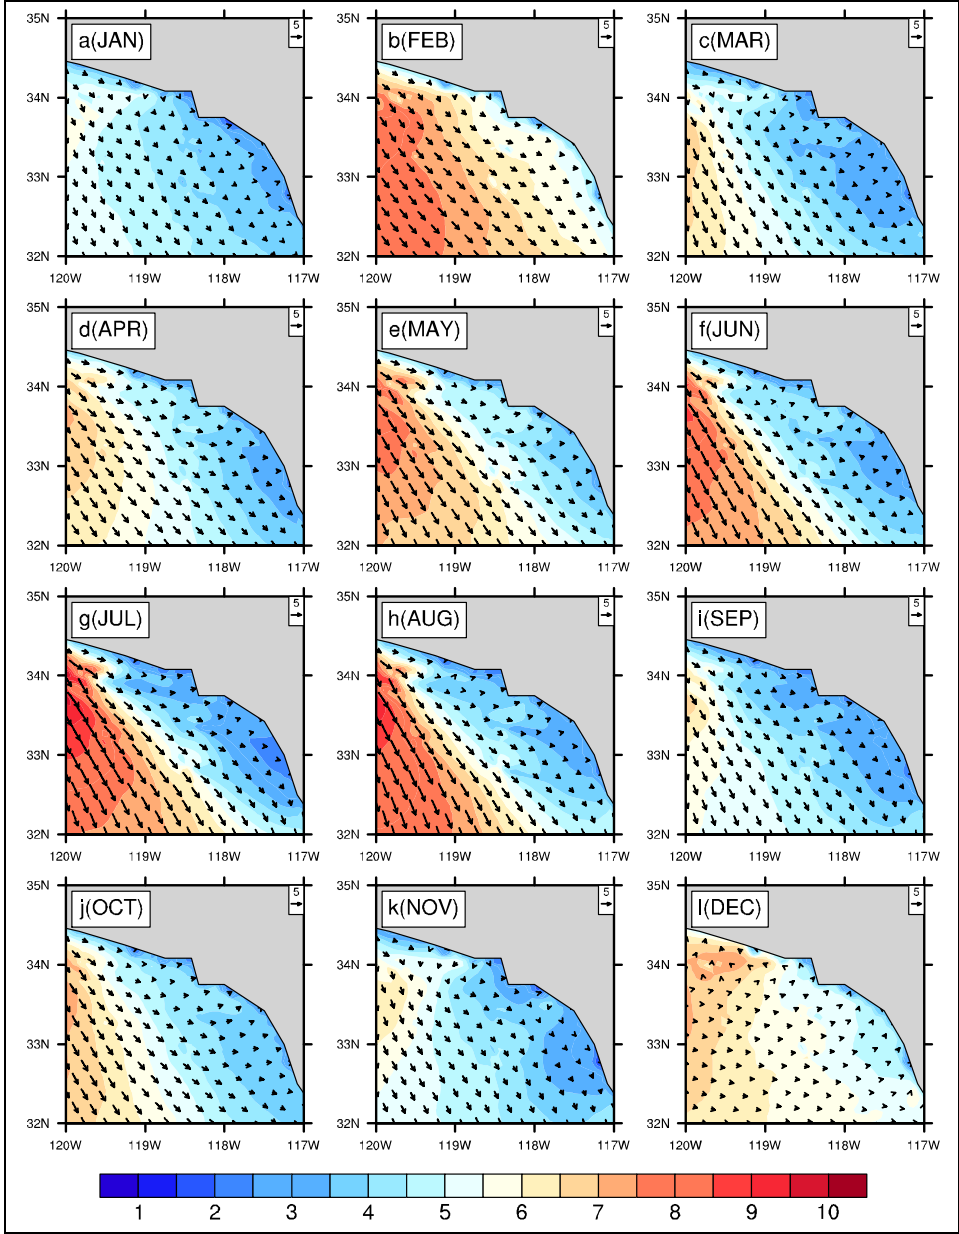 35N 5 35N 5 35N 5
a(JAN) b(FEB) c(MAR)
34N 34N 34N
33N 33N 33N
32N 32N 32N
120W 119W 118W 117W 120W 119W 118W 117W 120W 119W 118W 117W
35N 5 35N 5 35N 5
d(APR) e(MAY) f(JUN)
34N 34N 34N
33N 33N 33N
32N 32N 32N
120W 119W 118W 117W 120W 119W 118W 117W 120W 119W 118W 117W
35N 5 35N 5 35N 5
g(JUL) h(AUG) i(SEP)
34N 34N 34N
33N 33N 33N
32N 32N 32N
120W 119W 118W 117W 120W 119W 118W 117W 120W 119W 118W 117W
35N 5 35N 5 35N 5
j(OCT) k(NOV) l(DEC)
34N 34N 34N
33N 33N 33N
32N 32N 32N
120W 119W 118W 117W 120W 119W 118W 117W 120W 119W 118W 117W
1 2 3 4 5 6 7 8 9 10